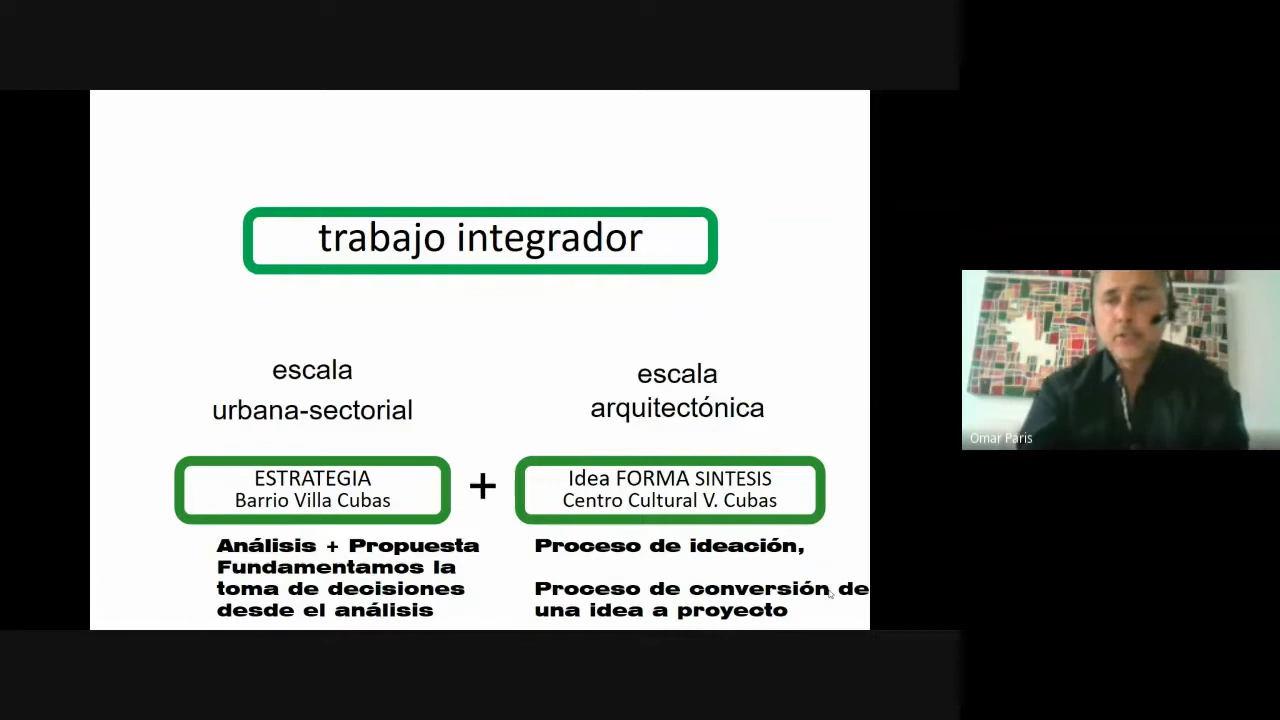 trabajo integrador
escala
urbana-sectorial
escala
arquitectónica
ESTRATEGIA
Barrio Villa Cubas
+
Idea FORMA SINTESIS
Centro Cultural V. Cubas
Análisis + Propuesta
Fundamentamos la
toma de decisiones
desde el análisis
Proceso de ideación,
Proceso de conversión de
una idea a proyecto
Omar Paris